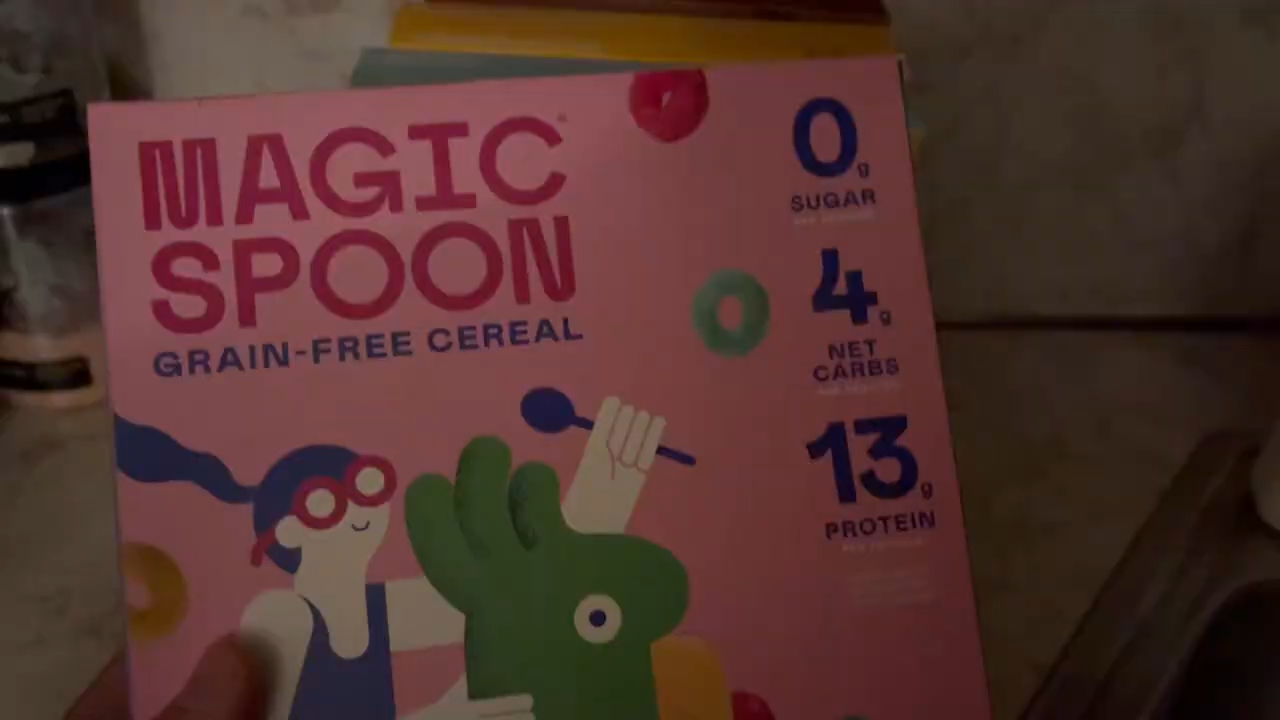 MAGIC
SPOON
GRAIN-FREE CEREAL
0g
SUGAR
4g
NET
CARBS
13g
PROTEIN